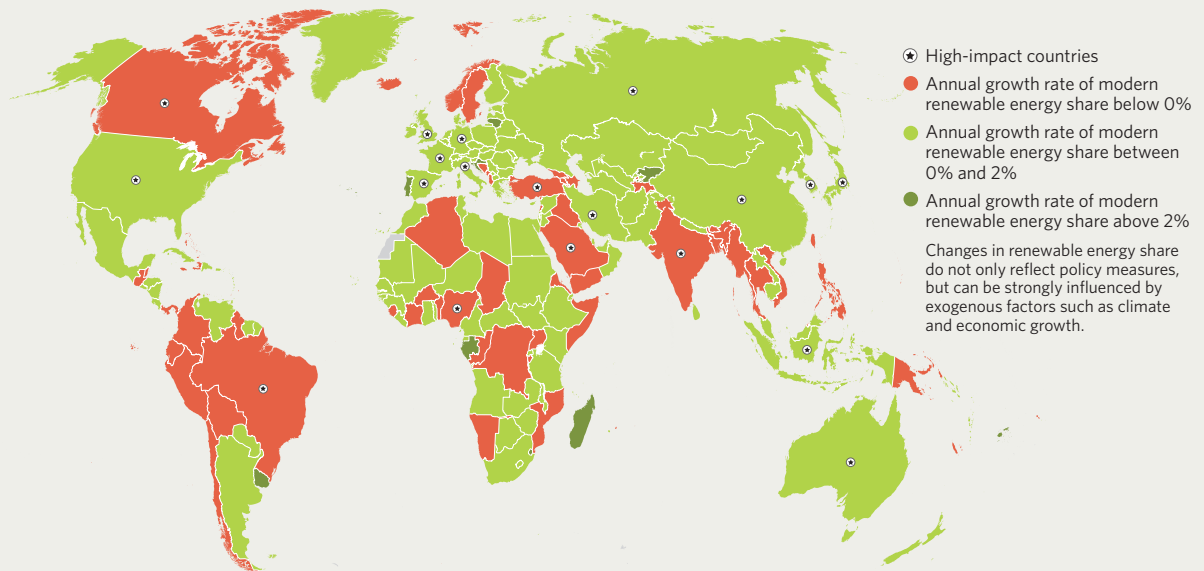 High-impact countries
Annual growth rate of modern
renewable energy share below 0%
Annual growth rate of modern
renewable energy share between
0% and 2%
Annual growth rate of modern
renewable energy share above 2%
Changes in renewable energy share
do not only reflect policy measures,
but can be strongly influenced by
exogenous factors such as climate
and economic growth.